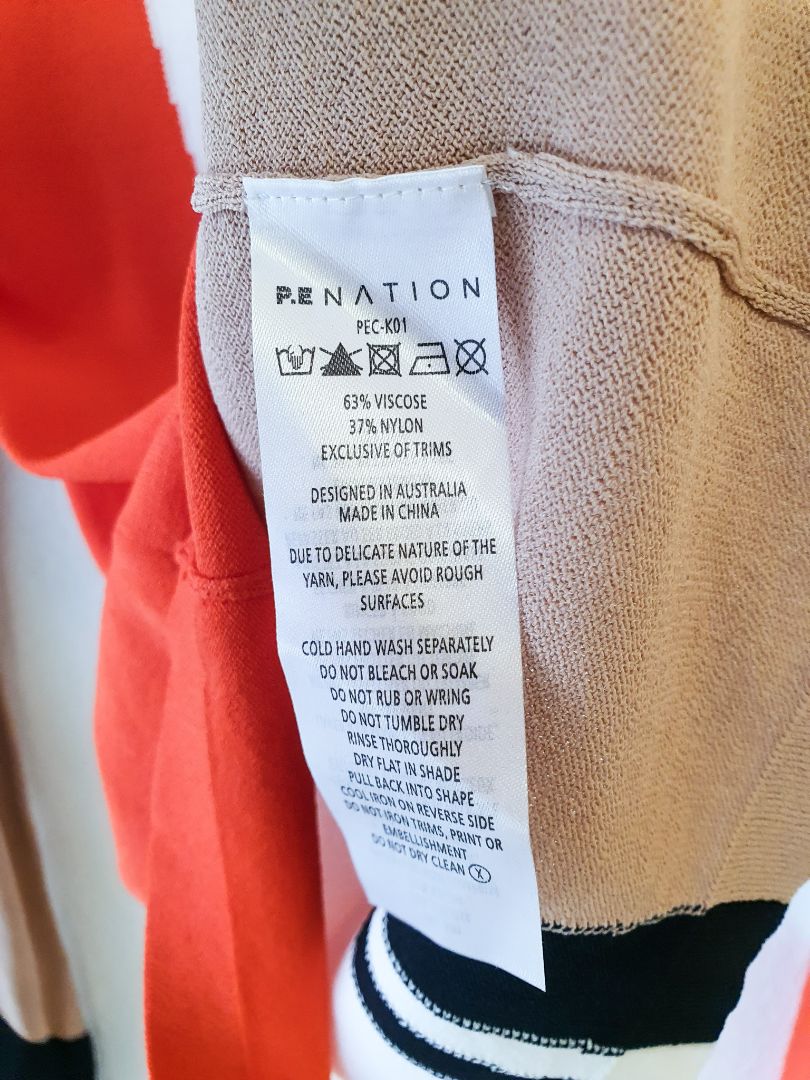 P.E NATION
PEC-K01
63% VISCOSE
37% NYLON
EXCLUSIVE OF TRIMS
DESIGNED IN AUSTRALIA
MADE IN CHINA
DUE TO DELICATE NATURE OF THE
YARN, PLEASE AVOID ROUGH
SURFACES
COLD HAND WASH SEPARATELY
DO NOT BLEACH OR SOAK
DO NOT RUB OR WRING
DO NOT TUMBLE DRY
RINSE THOROUGHLY
DRY FLAT IN SHADE
PULL BACK INTO SHAPE
COOL IRON ON REVERSE SIDE
DO NOT IRON TRIMS, PRINT OR
EMBELLISHMENT
DO NOT DRY CLEAN X